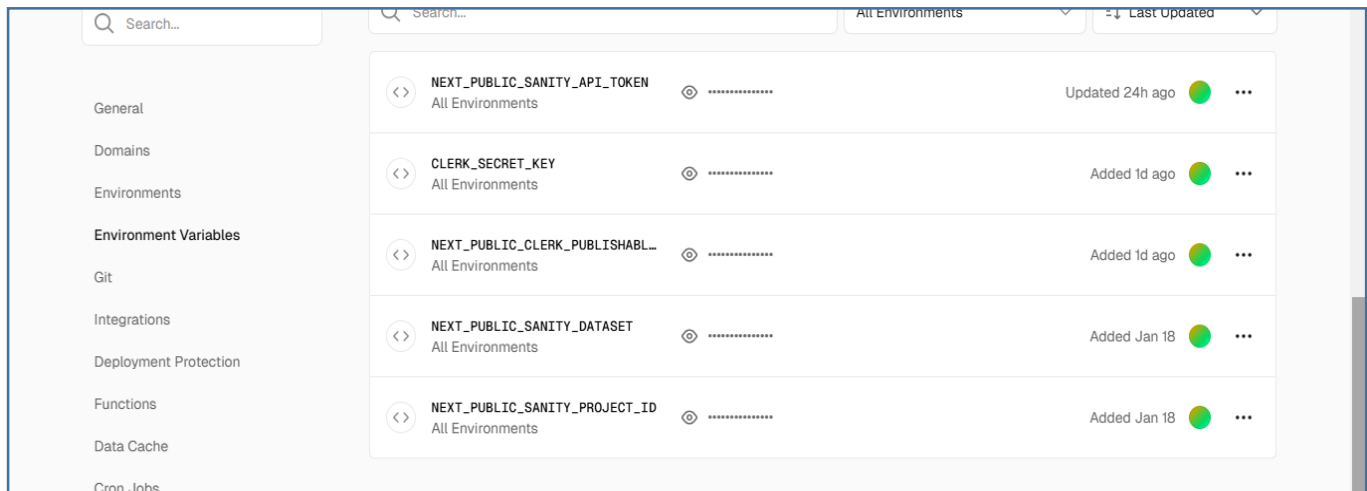 Search...
General
Domains
Environments
Environment Variables
Git
Integrations
Deployment Protection
Functions
Data Cache
Cron Jobs
Search...
All Environments
Last Updated
NEXT_PUBLIC_SANITY_API_TOKEN
All Environments
•••••••••••••••
Updated 24h ago
CLERK_SECRET_KEY
All Environments
•••••••••••••••
Added 1d ago
NEXT_PUBLIC_CLERK_PUBLISHABL…
All Environments
•••••••••••••••
Added 1d ago
NEXT_PUBLIC_SANITY_DATASET
All Environments
•••••••••••••••
Added Jan 18
NEXT_PUBLIC_SANITY_PROJECT_ID
All Environments
•••••••••••••••
Added Jan 18